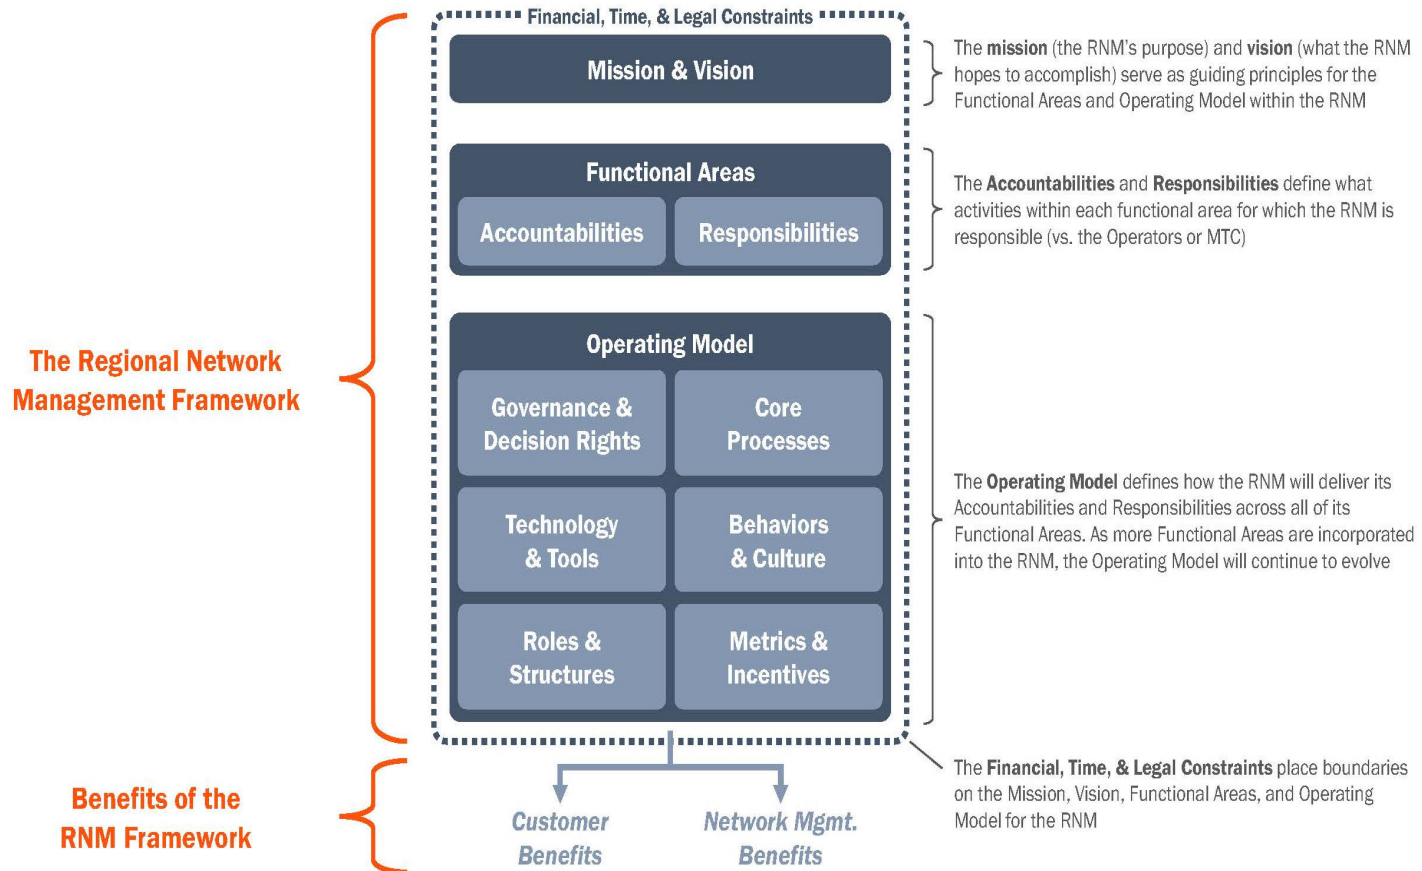 Financial, Time, & Legal Constraints
Mission & Vision
The mission (the RNM's purpose) and vision (what the RNM
hopes to accomplish) serve as guiding principles for the
Functional Areas and Operating Model within the RNM
Functional Areas
Accountabilities
Responsibilities
The Accountabilities and Responsibilities define what
activities within each functional area for which the RNM is
responsible (vs. the Operators or MTC)
The Regional Network
Management Framework
Operating Model
Governance &
Decision Rights
Core
Processes
Technology
& Tools
Behaviors
& Culture
Roles &
Structures
Metrics &
Incentives
The Operating Model defines how the RNM will deliver its
Accountabilities and Responsibilities across all of its
Functional Areas. As more Functional Areas are incorporated
into the RNM, the Operating Model will continue to evolve
The Financial, Time, & Legal Constraints place boundaries
on the Mission, Vision, Functional Areas, and Operating
Model for the RNM
Benefits of the
RNM Framework
Customer
Benefits
Network Mgmt.
Benefits